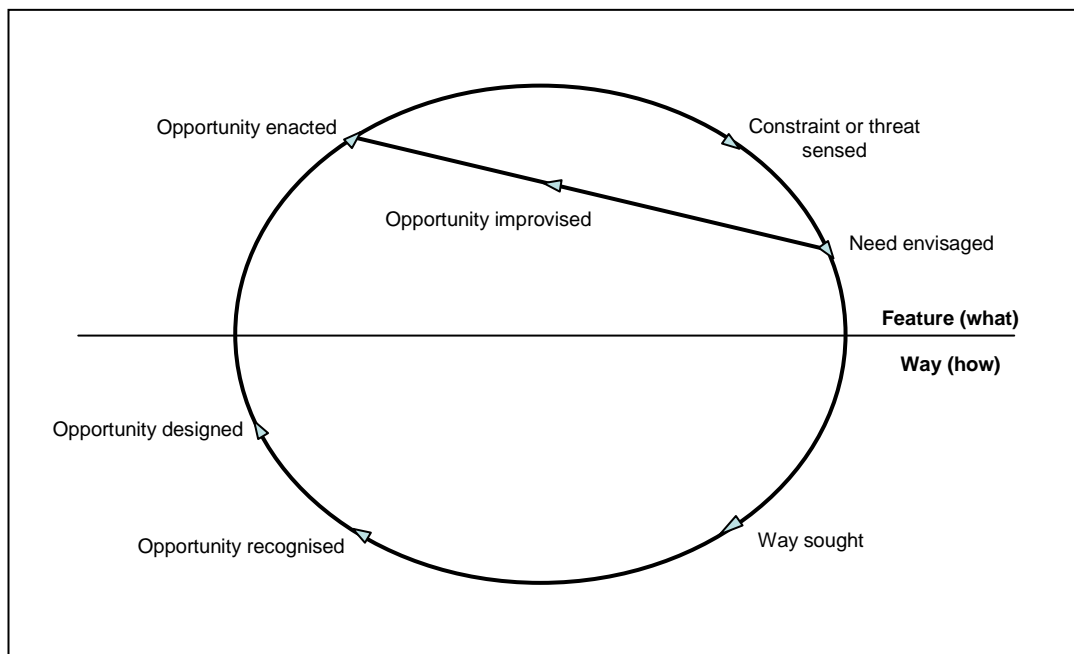 Opportunity enacted
Constraint or threat
sensed
Opportunity improvised
Need envisaged
Feature (what)
Way (how)
Opportunity designed
Way sought
Opportunity recognised